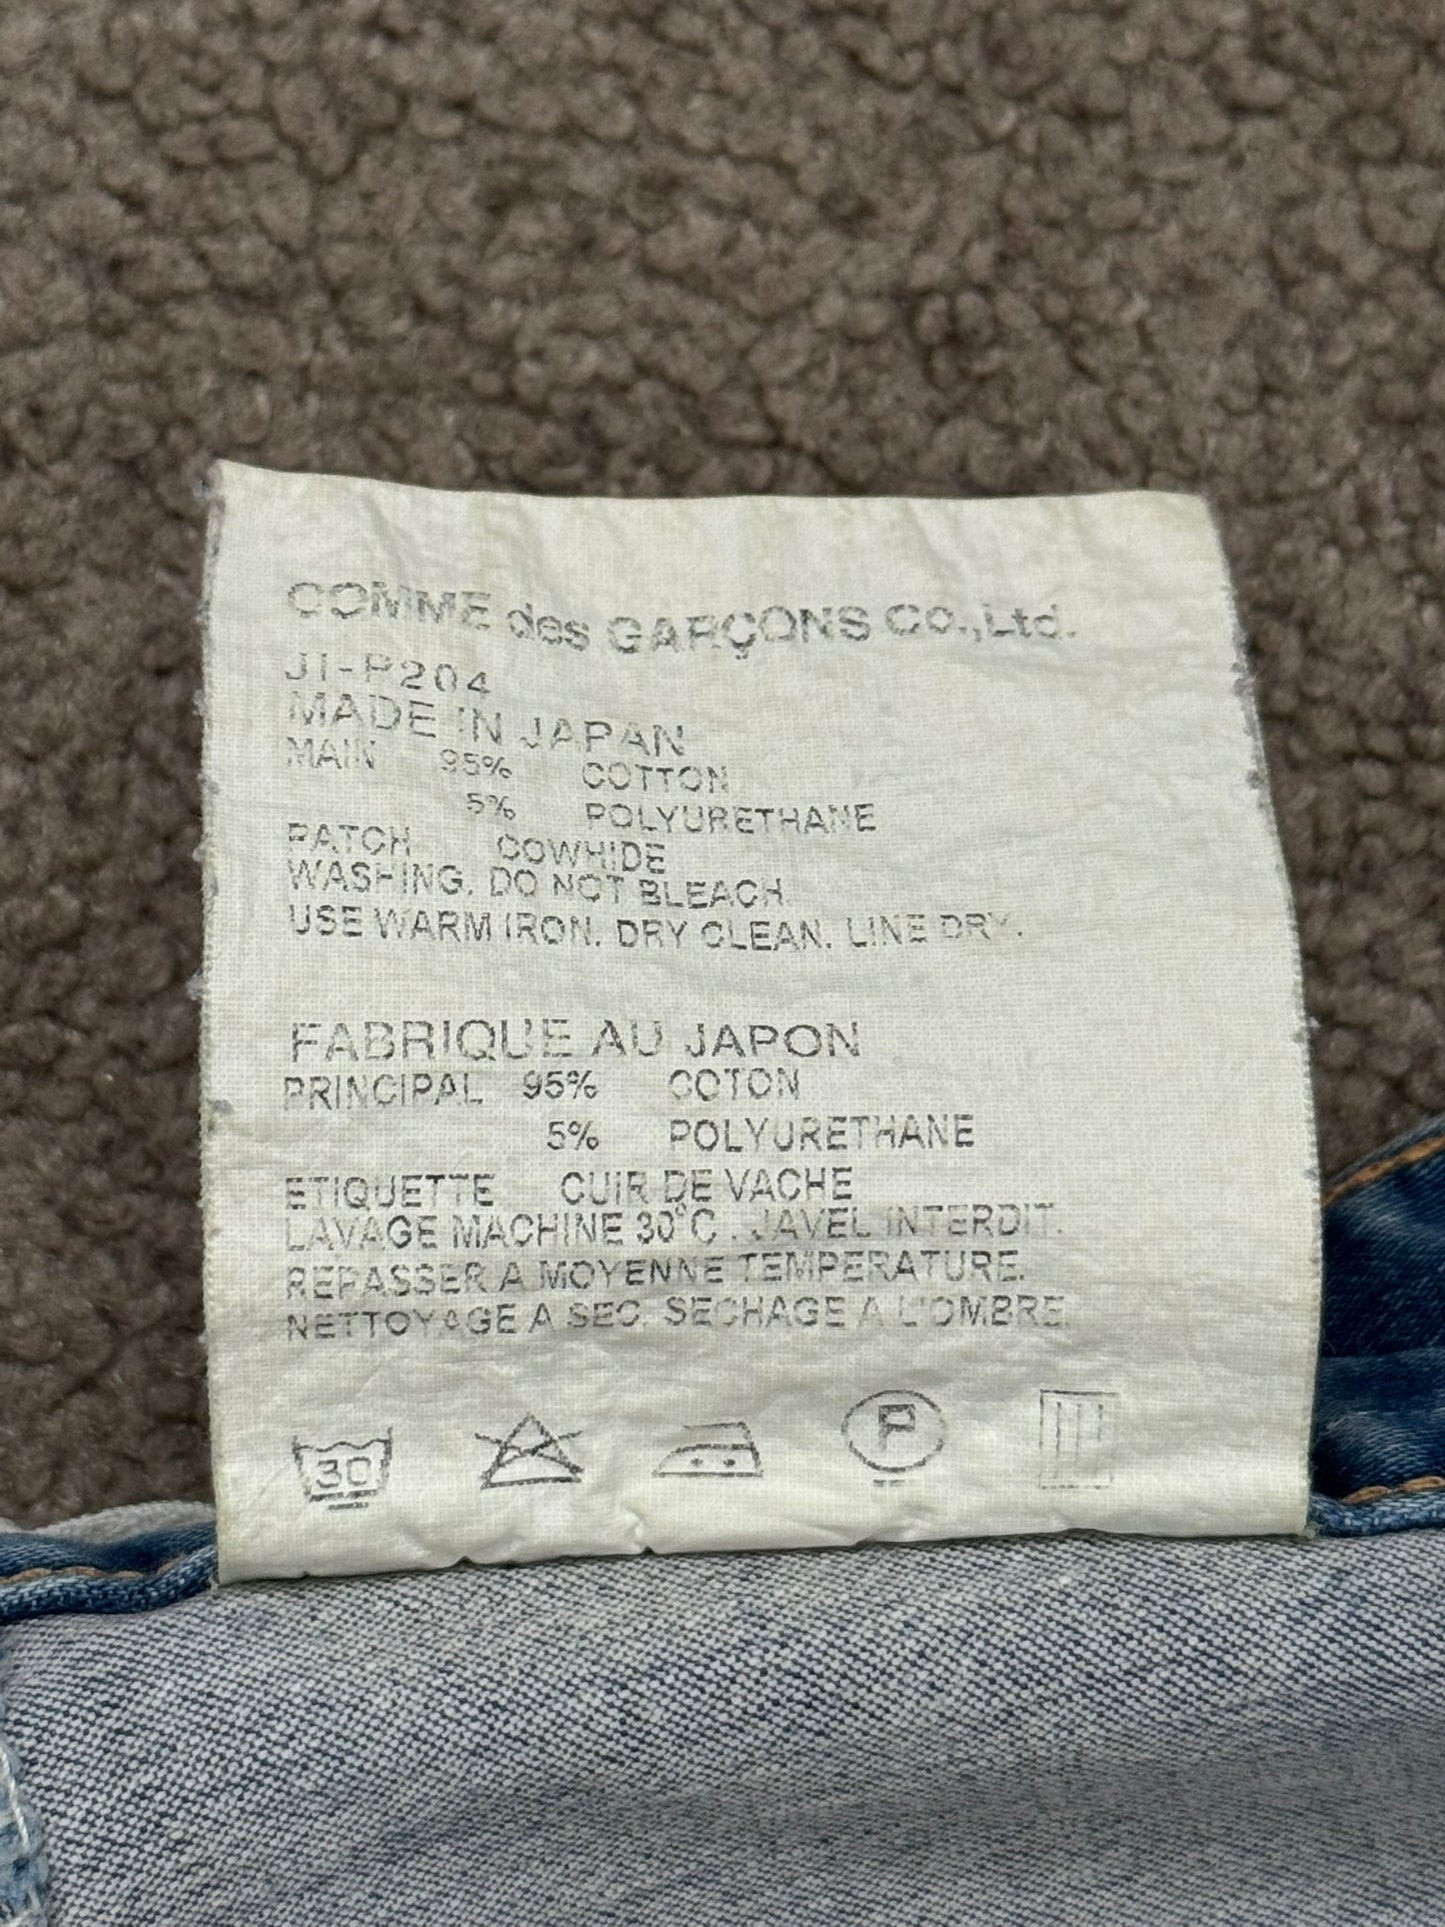 COMME des GARÇONS Co.,Ltd.
JI-P204
MADE IN JAPAN
MAIN 95% COTTON
5% POLYURETHANE
PATCH COWHIDE
WASHING. DO NOT BLEACH.
USE WARM IRON. DRY CLEAN. LINE DRY.
FABRIQUE AU JAPON
PRINCIPAL 95% COTON
5% POLYURETHANE
ETIQUETTE CUIR DE VACHE
LAVAGE MACHINE 30°C. JAVEL INTERDIT.
REPASSER A MOYENNE TEMPERATURE.
NETTOYAGE A SEC. SECHAGE A L'OMBRE.
30 P